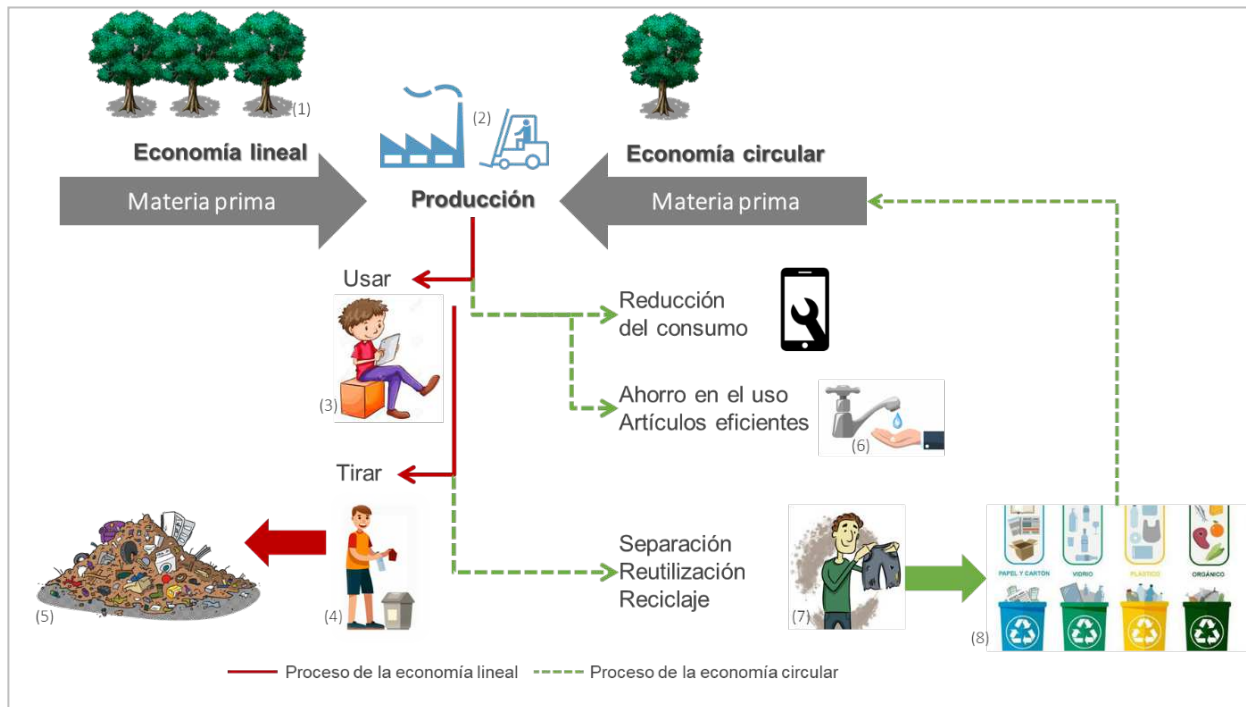 (1)
(2)
Economía lineal
Economía circular
Materia prima
Producción
Materia prima
Usar
Reducción
del consumo
(3)
Ahorro en el uso
Artículos eficientes
(6)
Tirar
Separación
Reutilización
Reciclaje
PAPEL Y CARTÓN
VIDRIO
PLÁSTICO
ORGÁNICO
(5)
(4)
(7)
(8)
Proceso de la economía lineal
Proceso de la economía circular